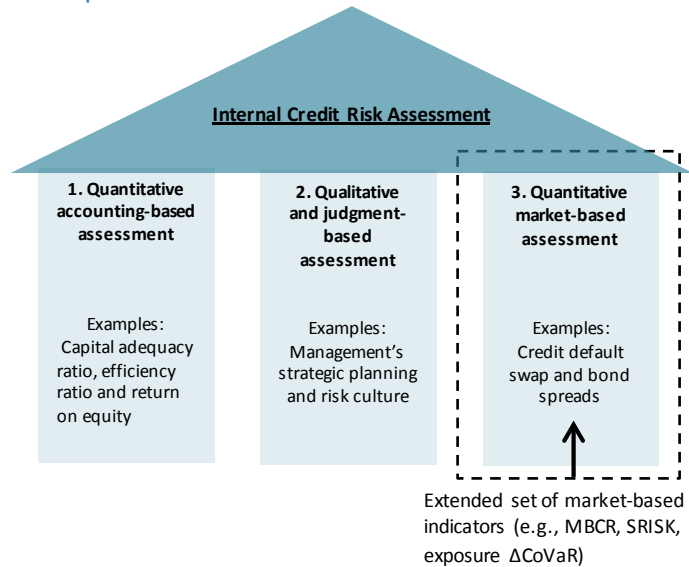 Internal Credit Risk Assessment
1. Quantitative
accounting-based
assessment
Examples:
Capital adequacy
ratio, efficiency
ratio and return
on equity
2. Qualitative
and judgment-
based
assessment
Examples:
Management's
strategic planning
and risk culture
3. Quantitative
market-based
assessment
Examples:
Credit default
swap and bond
spreads
Extended set of market-based
indicators (e.g., MBCR, SRISK,
exposure ΔCoVaR)